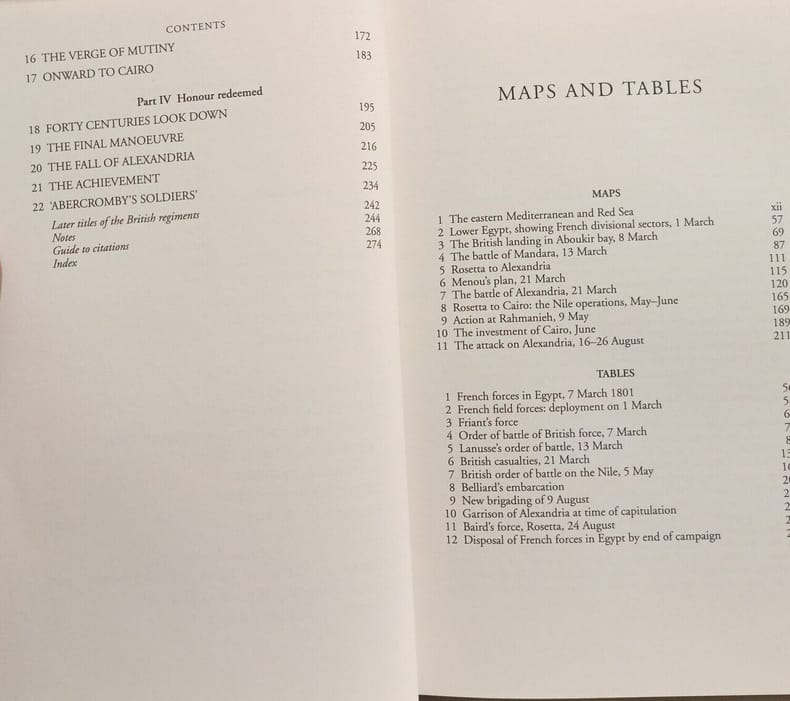 CONTENTS
16 THE VERGE OF MUTINY 172
17 ONWARD TO CAIRO 183
Part IV Honour redeemed
18 FORTY CENTURIES LOOK DOWN 195
19 THE FINAL MANOEUVRE 205
20 THE FALL OF ALEXANDRIA 216
21 THE ACHIEVEMENT 225
22 'ABERCROMBY'S SOLDIERS' 234
Later titles of the British regiments 242
Notes 244
Guide to citations 268
Index 274
MAPS AND TABLES
MAPS
1 The eastern Mediterranean and Red Sea xii
2 Lower Egypt, showing French divisional sectors, 1 March 57
3 The British landing in Aboukir bay, 8 March 69
4 The battle of Mandara, 13 March 87
5 Rosetta to Alexandria 111
6 Menou's plan, 21 March 115
7 The battle of Alexandria, 21 March 120
8 Rosetta to Cairo: the Nile operations, May–June 165
9 Action at Rahmanieh, 9 May 169
10 The investment of Cairo, June 189
11 The attack on Alexandria, 16–26 August 211
TABLES
1 French forces in Egypt, 7 March 1801
2 French field forces: deployment on 1 March
3 Friant's force
4 Order of battle of British force, 7 March
5 Lanusse's order of battle, 13 March
6 British casualties, 21 March
7 British order of battle on the Nile, 5 May
8 Belliard's embarcation
9 New brigading of 9 August
10 Garrison of Alexandria at time of capitulation
11 Baird's force, Rosetta, 24 August
12 Disposal of French forces in Egypt by end of campaign